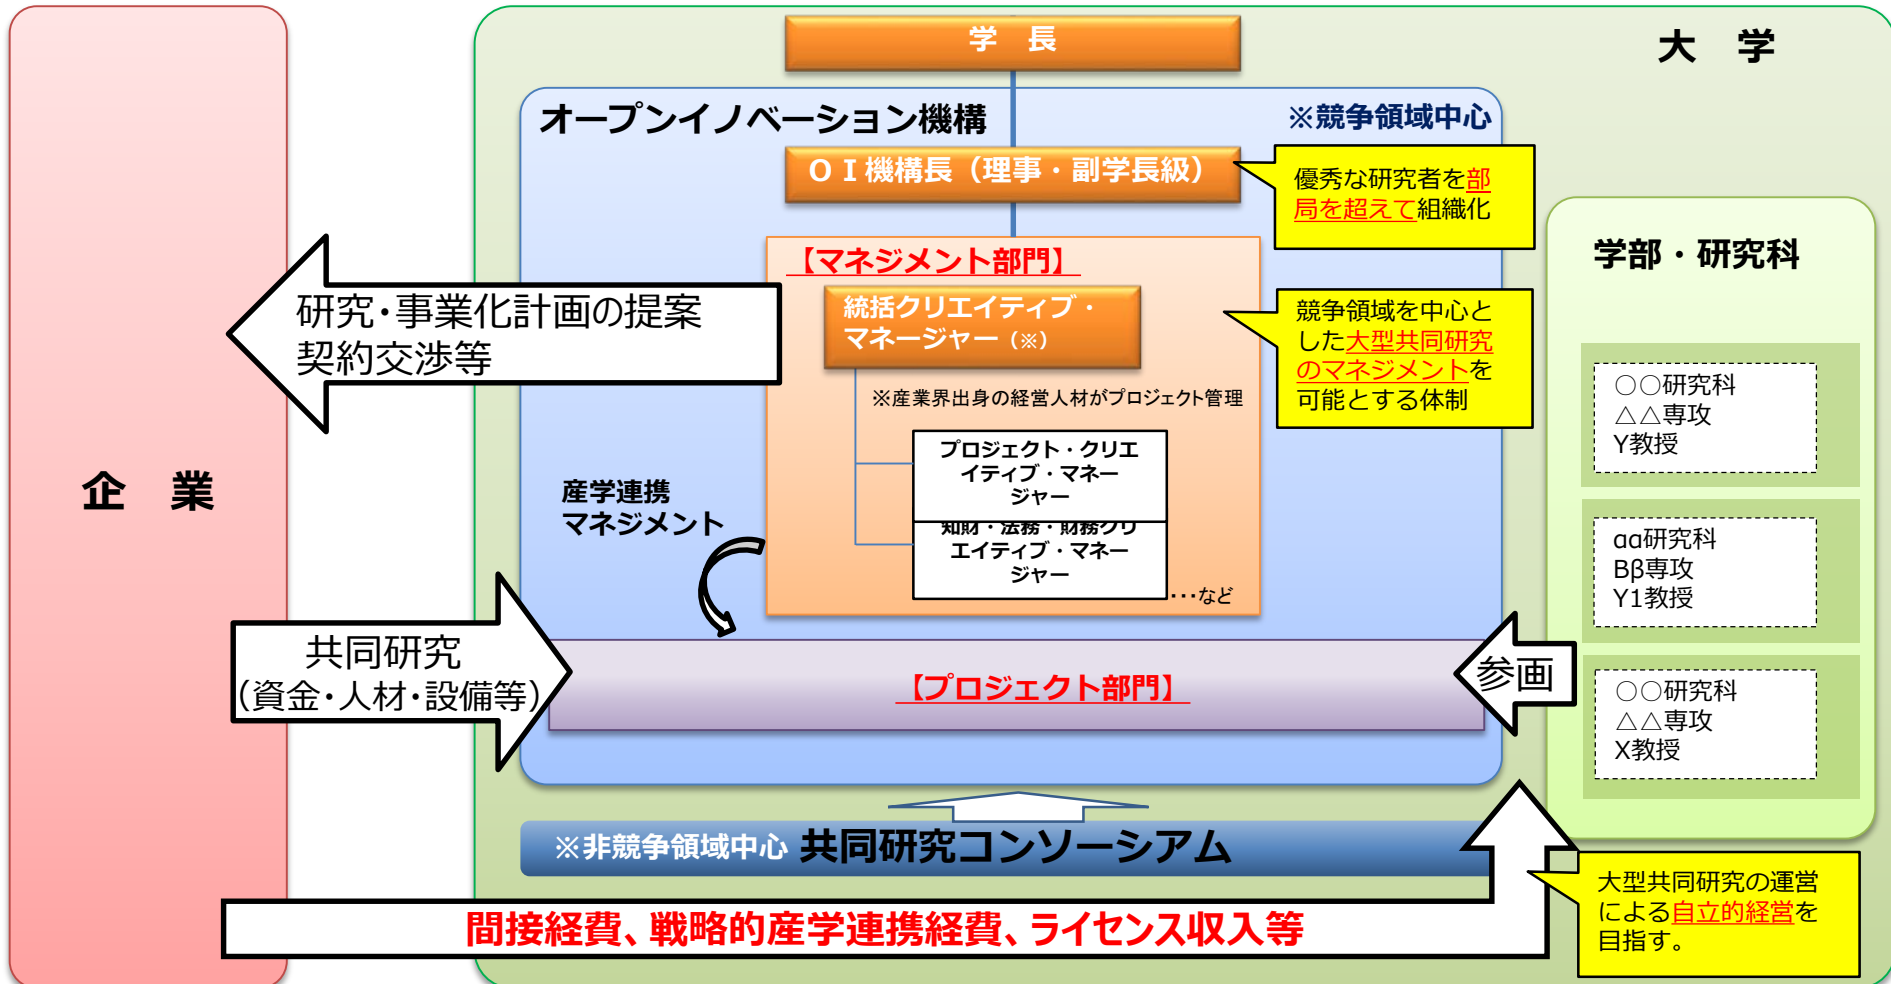 学　長
大　学
オープンイノベーション機構
※競争領域中心
ＯＩ機構長（理事・副学長級）
優秀な研究者を部
局を超えて組織化
【マネジメント部門】
統括クリエイティブ・
マネージャー（※）
※産業界出身の経営人材がプロジェクト管理
競争領域を中心と
した大型共同研究
のマネジメントを
可能とする体制
プロジェクト・クリエ
イティブ・マネー
ジャー
知財・法務・財務クリ
エイティブ・マネー
ジャー
・・・など
研究・事業化計画の提案
契約交渉等
企　業
産学連携
マネジメント
共同研究
（資金・人材・設備等）
【プロジェクト部門】
参画
学部・研究科
○○研究科
△△専攻
Y教授
αα研究科
Ββ専攻
Y1教授
○○研究科
△△専攻
X教授
※非競争領域中心 共同研究コンソーシアム
間接経費、戦略的産学連携経費、ライセンス収入等
大型共同研究の運営
による自立的経営を
目指す。